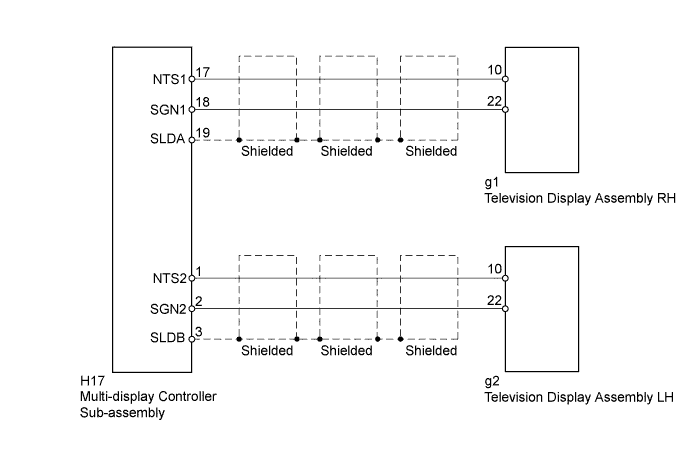 NTS1 17 10
SGN1 18 22
SLDA 19
Shielded Shielded Shielded
g1
Television Display Assembly RH
NTS2 1 10
SGN2 2 22
SLDB 3
Shielded Shielded Shielded
H17
Multi-display Controller
Sub-assembly
g2
Television Display Assembly LH